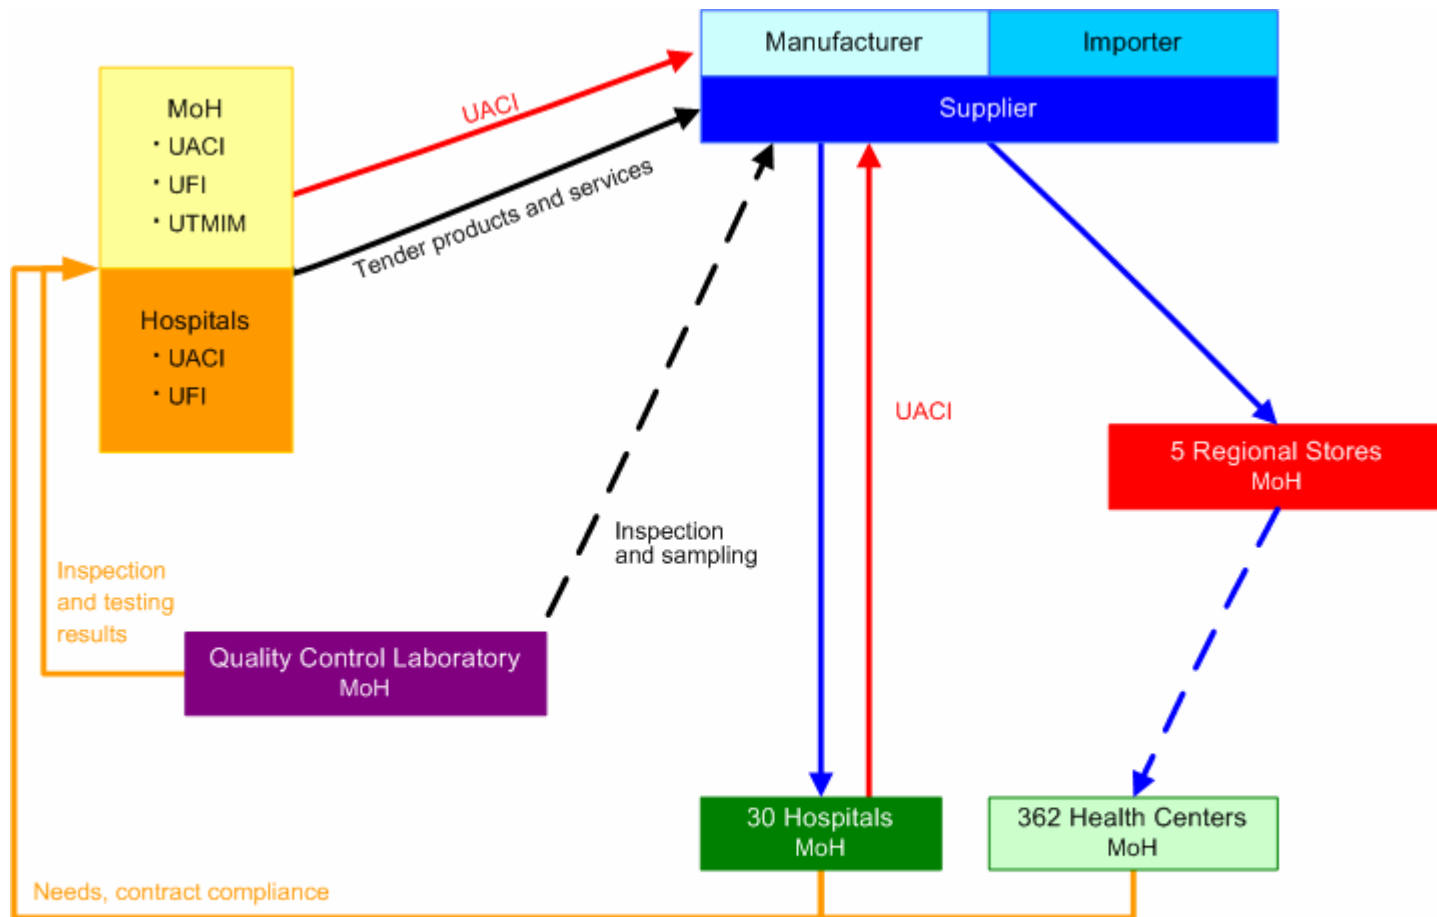 Manufacturer
Importer
Supplier
MoH
· UACI
· UFI
· UTMIM
Hospitals
· UACI
· UFI
UACI
Tender products and services
UACI
5 Regional Stores
MoH
Inspection
and sampling
Inspection
and testing
results
Quality Control Laboratory
MoH
30 Hospitals
MoH
362 Health Centers
MoH
Needs, contract compliance